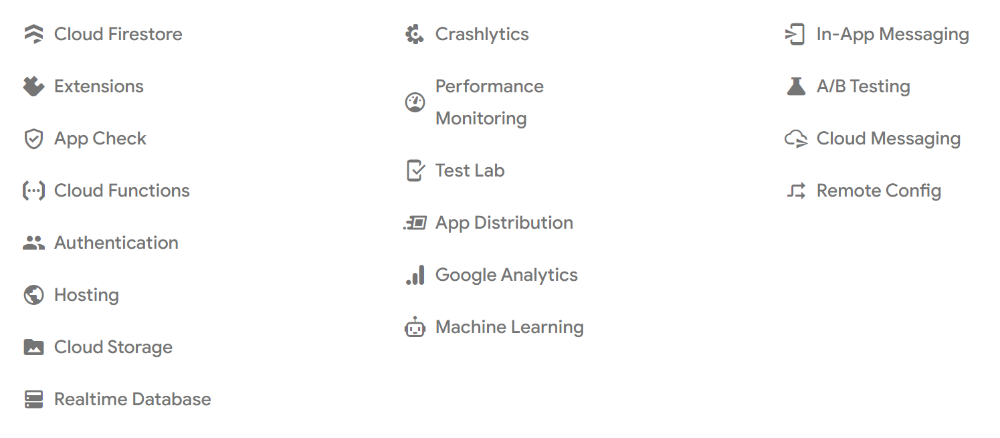 Cloud Firestore
Extensions
App Check
Cloud Functions
Authentication
Hosting
Cloud Storage
Realtime Database
Crashlytics
Performance
Monitoring
Test Lab
App Distribution
Google Analytics
Machine Learning
In-App Messaging
A/B Testing
Cloud Messaging
Remote Config